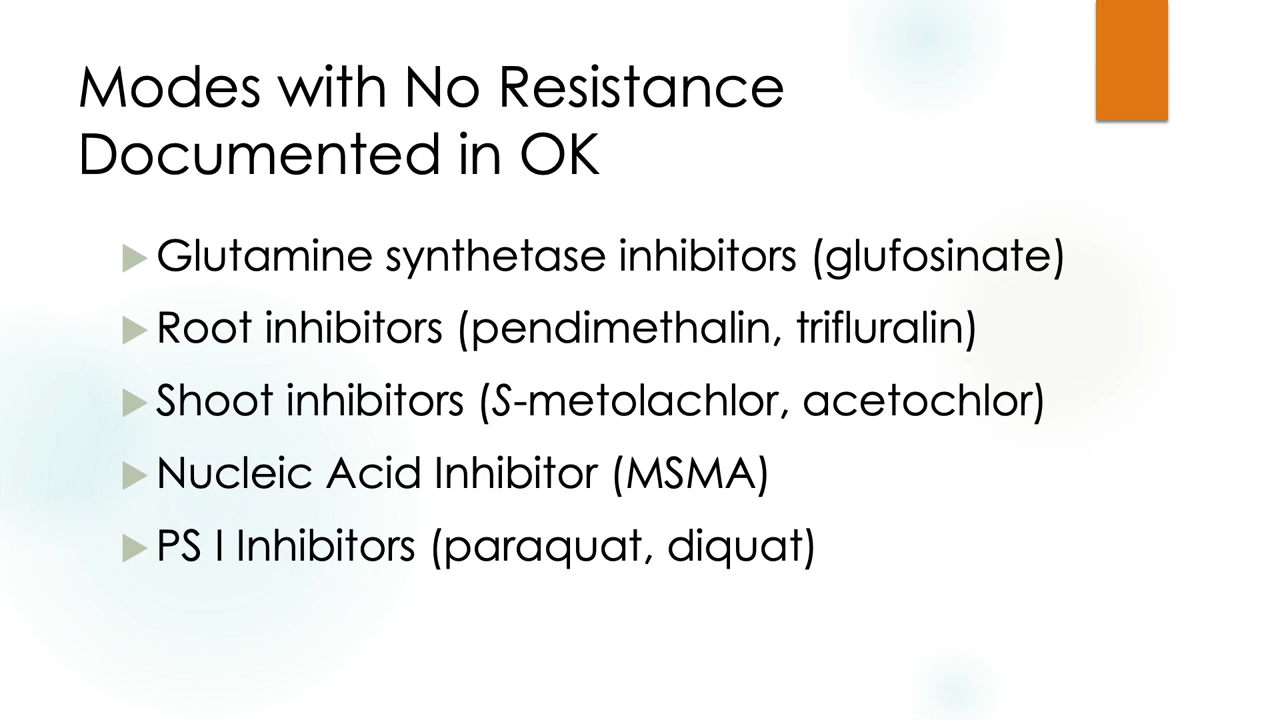 Modes with No Resistance
Documented in OK
Glutamine synthetase inhibitors (glufosinate)
Root inhibitors (pendimethalin, trifluralin)
Shoot inhibitors (S-metolachlor, acetochlor)
Nucleic Acid Inhibitor (MSMA)
PS I Inhibitors (paraquat, diquat)